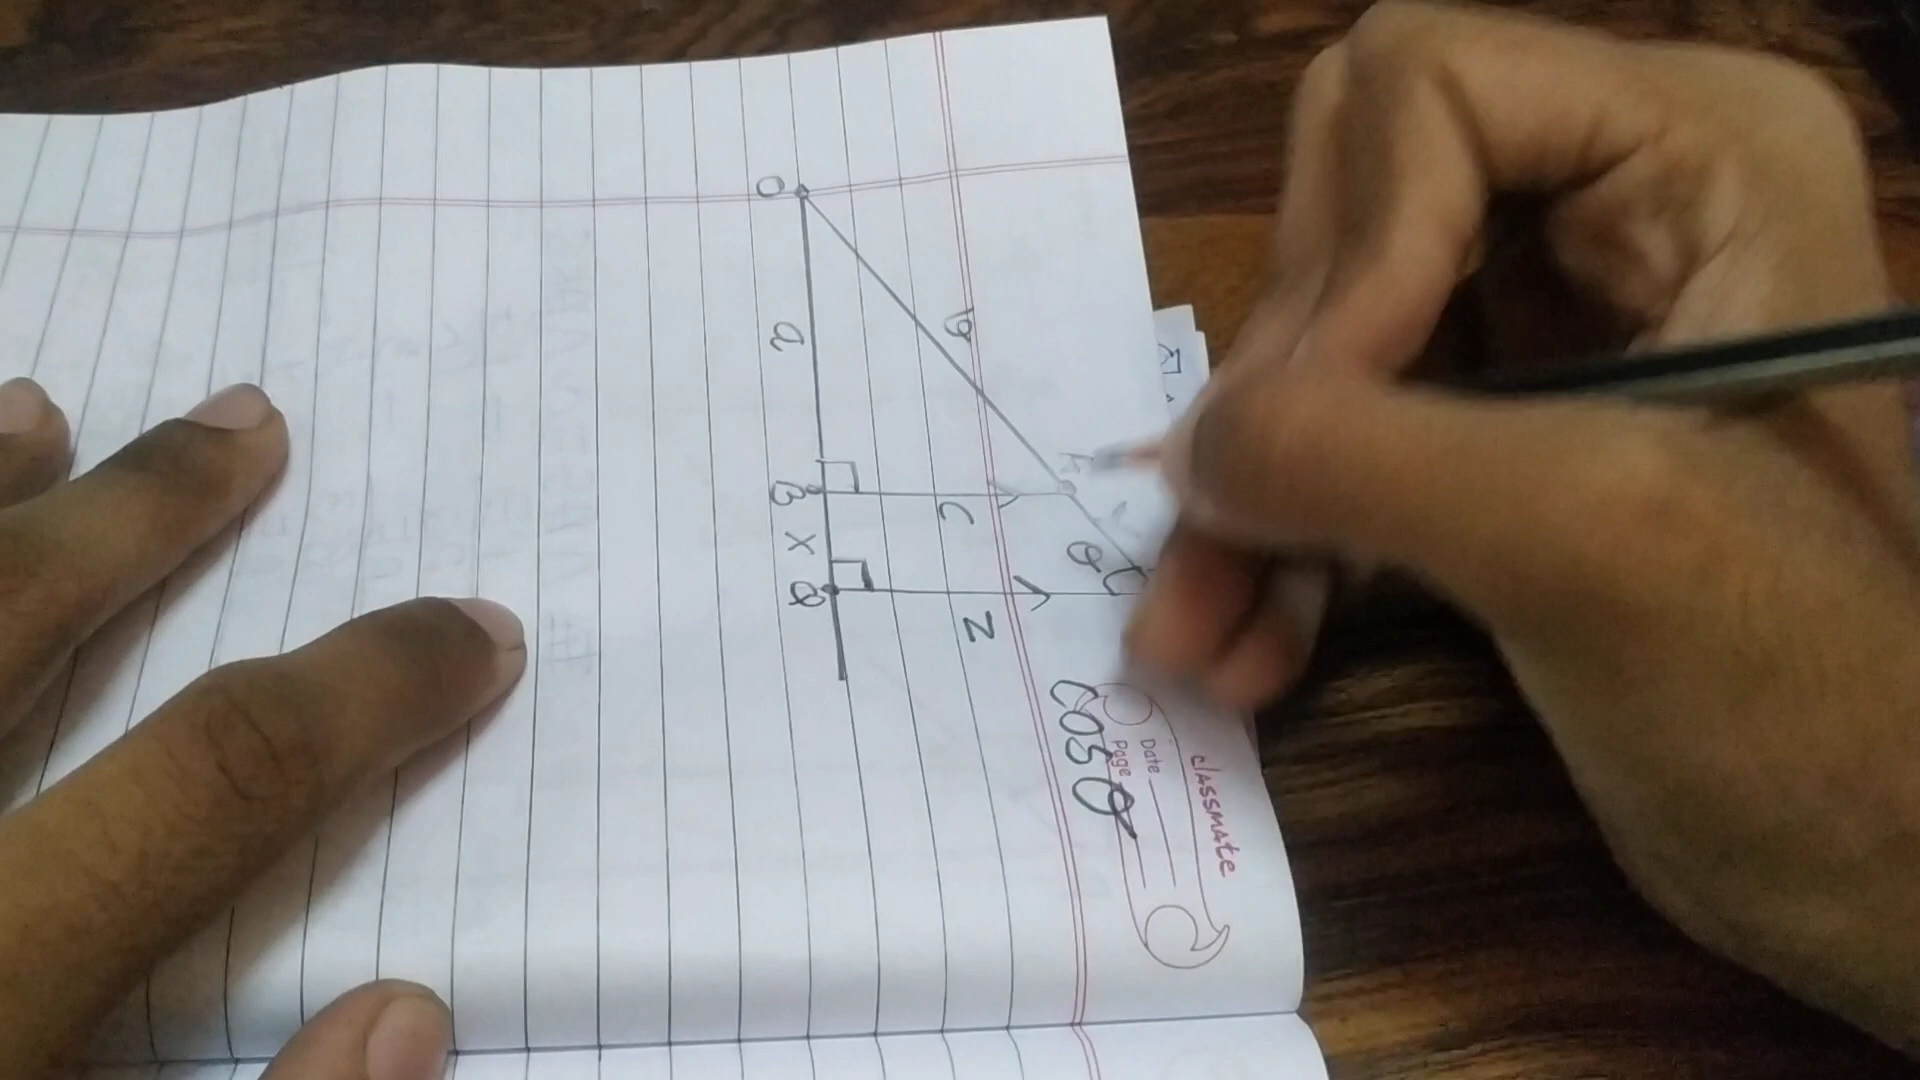 classmate
Date
Page
cosθ
A
b
θ
O
a
B
c
x
Q
z